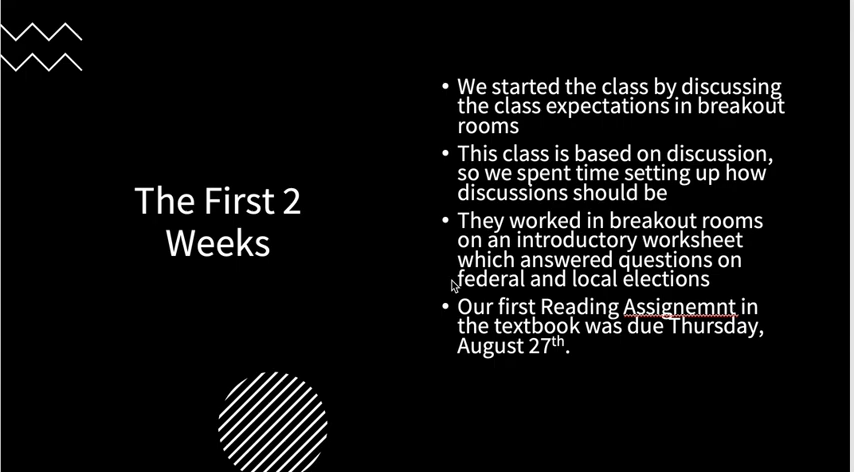 The First 2
Weeks
• We started the class by discussing
the class expectations in breakout
rooms
• This class is based on discussion,
so we spent time setting up how
discussions should be
• They worked in breakout rooms
on an introductory worksheet
which answered questions on
federal and local elections
• Our first Reading Assignemnt in
the textbook was due Thursday,
August 27th.